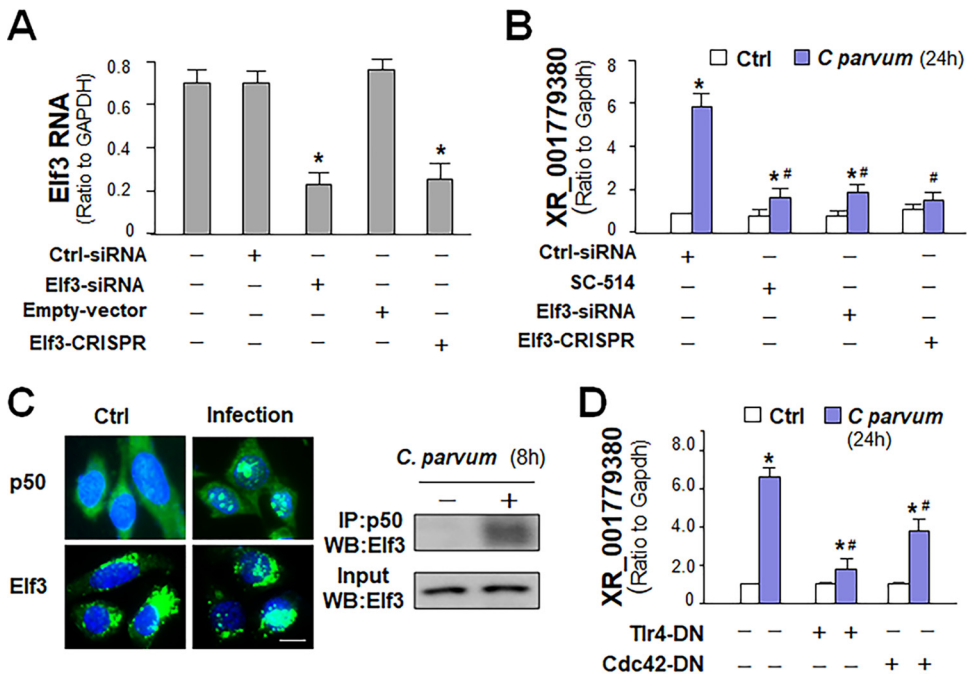 A
Elf3 RNA
(Ratio to GAPDH)
0.8
0.6
0.4
0.2
0
* *
Ctrl-siRNA – + – – –
Elf3-siRNA – – + – –
Empty-vector – – – + –
Elf3-CRISPR – – – – +
B
Ctrl C parvum (24h)
XR_001779380
(Ratio to Gapdh)
8
6
4
2
0
* *# *# #
Ctrl-siRNA +
SC-514 +
Elf3-siRNA +
Elf3-CRISPR +
C
Ctrl Infection
p50
Elf3
C. parvum (8h)
– +
IP:p50
WB:Elf3
Input
WB:Elf3
D
Ctrl C parvum
(24h)
XR_001779380
(Ratio to Gapdh)
8.0
6.0
4.0
2.0
0
* *# *#
Tlr4-DN – – + + – –
Cdc42-DN – – – – + +